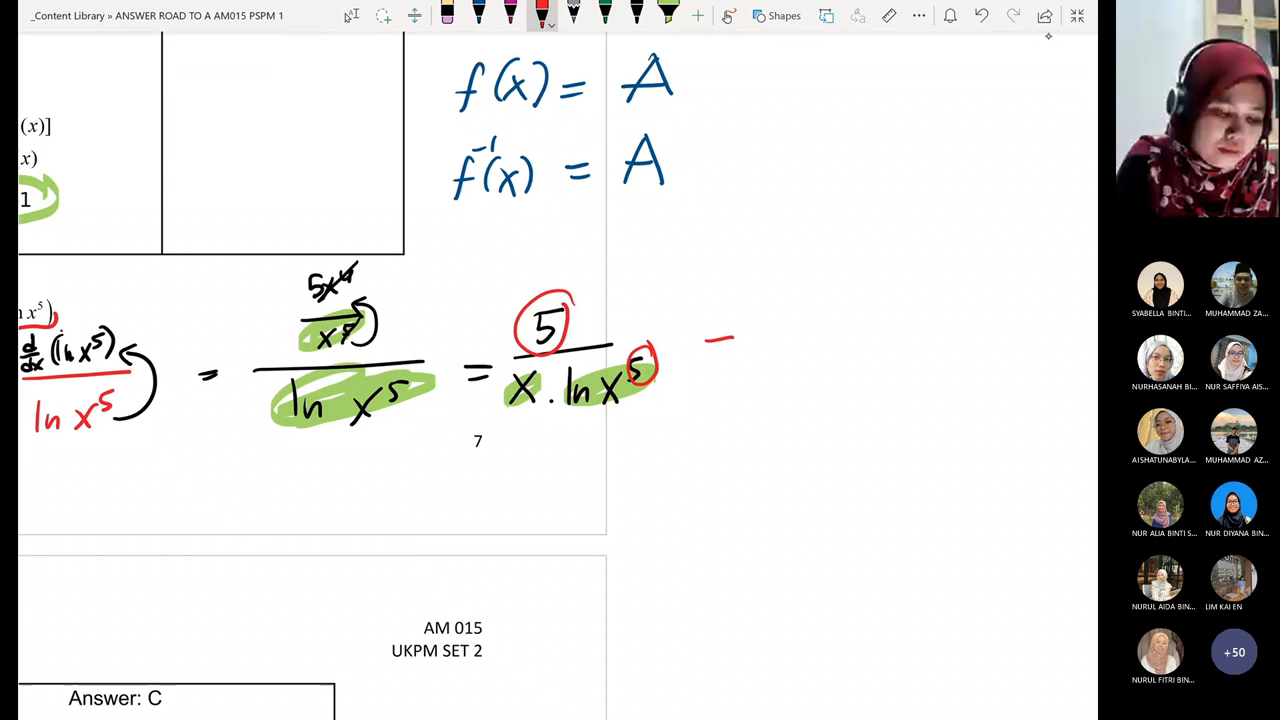 _Content Library » ANSWER ROAD TO A AM015 PSPM 1
Shapes
f(x) = A
f⁻¹(x) = A
(x)]
x)
1
n x⁵)
d/dx (ln x⁵)
ln x⁵
=
5x⁴
x⁵
ln x⁵
=
5
x . ln x⁵
7
AM 015
UKPM SET 2
Answer: C
SYABELLA BINTI...
MUHAMMAD ZA...
NURHASANAH BI...
NUR SAFFIYA AIS...
AISHATUNABYLA...
MUHAMMAD AZ...
NUR ALIA BINTI S...
NUR DIYANA BIN...
NURUL AIDA BIN...
LIM KAI EN
NURUL FITRI BIN...
+50